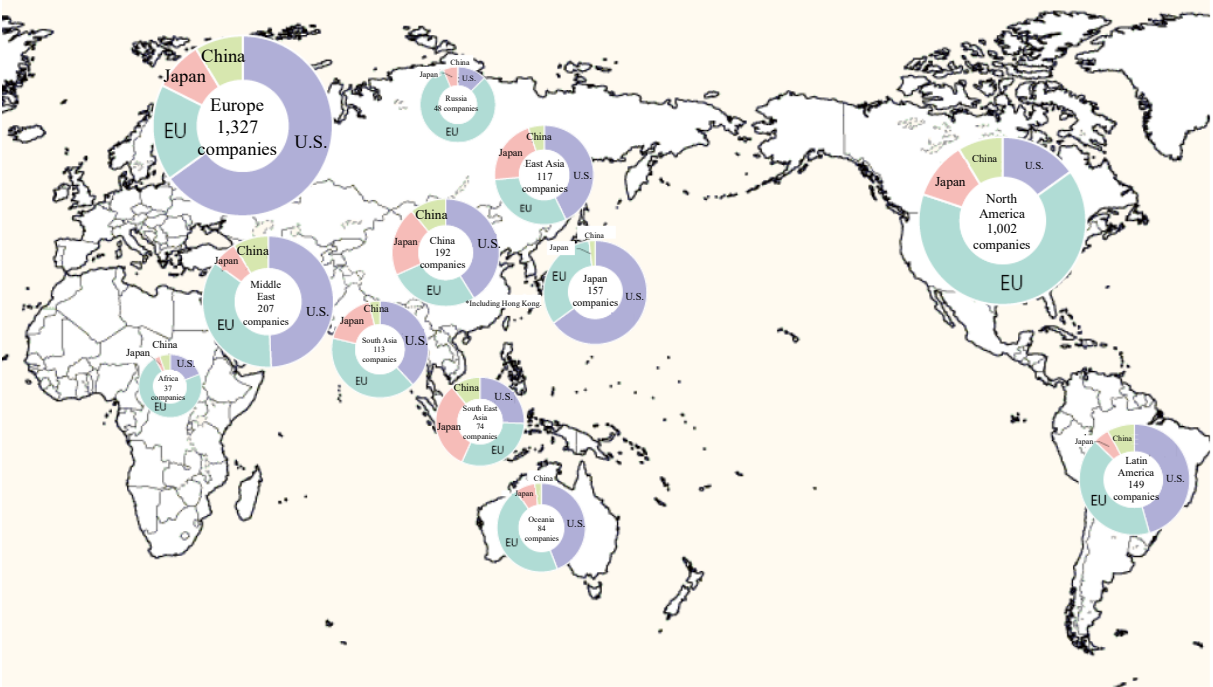 China
Japan
Europe
1,327
companies
EU
U.S.
China
Japan
U.S.
Russia
48 companies
EU
China
Japan
East Asia
117
companies
U.S.
EU
China
Japan
U.S.
North
America
1,002
companies
EU
China
Japan
China
192
companies
U.S.
EU
*Including Hong Kong.
China
Japan
EU
Japan
157
companies
U.S.
China
Japan
Middle
East
207
companies
EU
U.S.
China
Japan
South Asia
113
companies
U.S.
EU
China
Japan
U.S.
Africa
37
companies
EU
China
U.S.
South East
Asia
74
companies
Japan
EU
China
Japan
Oceania
84
companies
U.S.
EU
Japan
China
Latin
America
149
companies
U.S.
EU